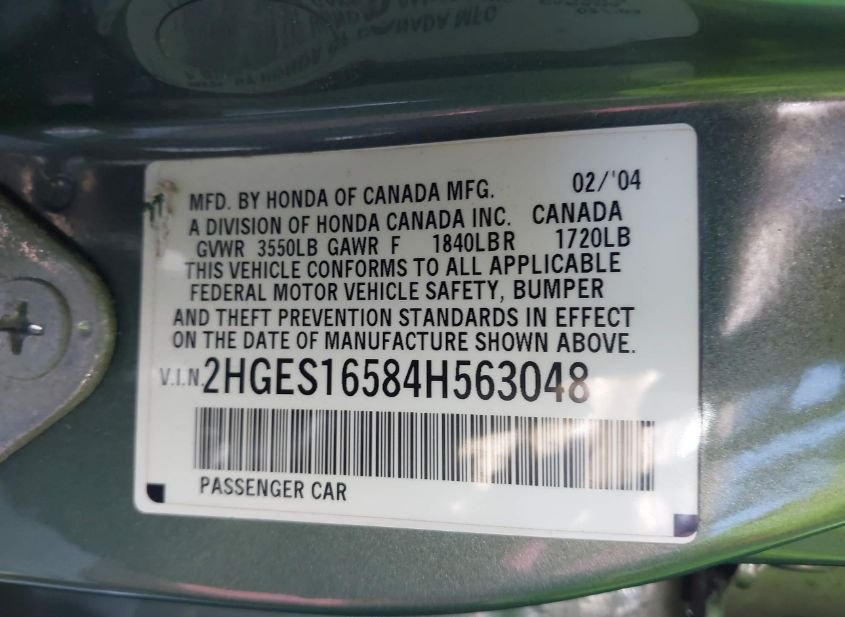 MFD. BY HONDA OF CANADA MFG. 02/'04
A DIVISION OF HONDA CANADA INC. CANADA
GVWR 3550LB GAWR F 1840LB R 1720LB
THIS VEHICLE CONFORMS TO ALL APPLICABLE
FEDERAL MOTOR VEHICLE SAFETY, BUMPER
AND THEFT PREVENTION STANDARDS IN EFFECT
ON THE DATE OF MANUFACTURE SHOWN ABOVE.
V.I.N. 2HGES16584H563048
PASSENGER CAR